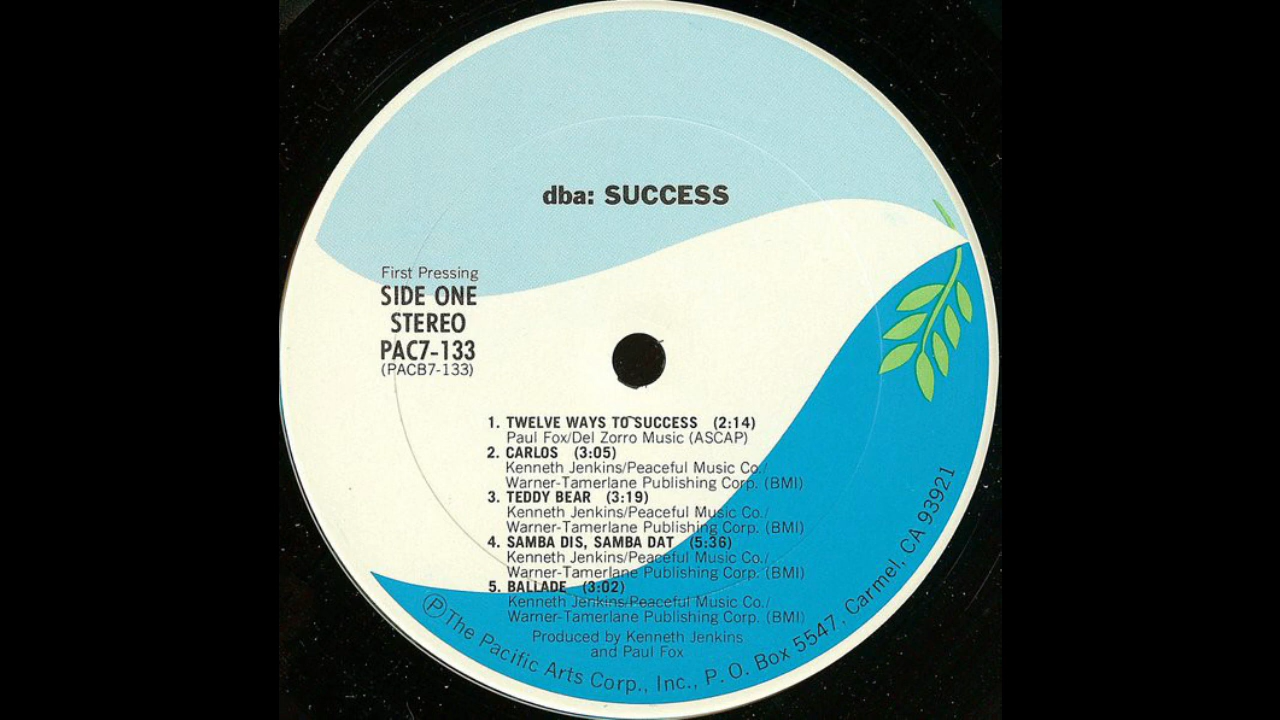 dba: SUCCESS
First Pressing
SIDE ONE
STEREO
PAC7-133
(PACB7-133)
1. TWELVE WAYS TO SUCCESS (2:14)
Paul Fox/Del Zorro Music (ASCAP)
2. CARLOS (3:05)
Kenneth Jenkins/Peaceful Music Co./
Warner-Tamerlane Publishing Corp. (BMI)
3. TEDDY BEAR (3:19)
Kenneth Jenkins/Peaceful Music Co./
Warner-Tamerlane Publishing Corp. (BMI)
4. SAMBA DIS, SAMBA DAT (5:36)
Kenneth Jenkins/Peaceful Music Co./
Warner-Tamerlane Publishing Corp. (BMI)
5. BALLADE (3:02)
Kenneth Jenkins/Peaceful Music Co./
Warner-Tamerlane Publishing Corp. (BMI)
Produced by Kenneth Jenkins
and Paul Fox
℗The Pacific Arts Corp., Inc., P. O. Box 5547, Carmel, CA 93921